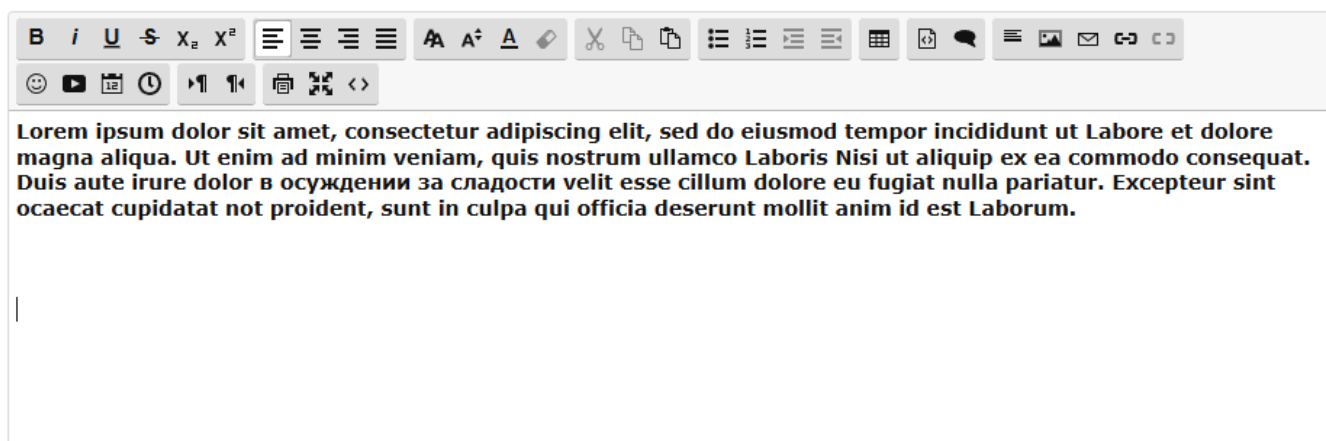 B i U S X₂ X²
12
Lorem ipsum dolor sit amet, consectetur adipiscing elit, sed do eiusmod tempor incididunt ut Labore et dolore
magna aliqua. Ut enim ad minim veniam, quis nostrum ullamco Laboris Nisi ut aliquip ex ea commodo consequat.
Duis aute irure dolor в осуждении за сладости velit esse cillum dolore eu fugiat nulla pariatur. Excepteur sint
ocaecat cupidatat not proident, sunt in culpa qui officia deserunt mollit anim id est Laborum.